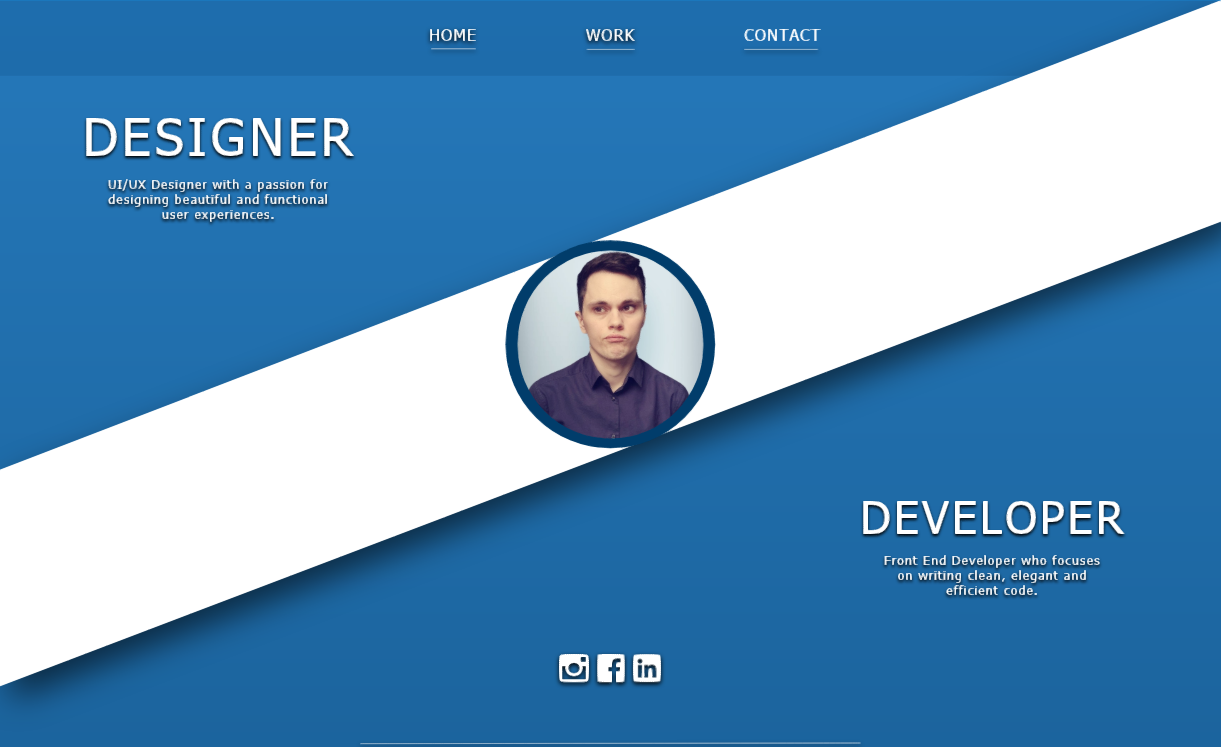 HOME
WORK
CONTACT
DESIGNER
UI/UX Designer with a passion for
designing beautiful and functional
user experiences.
DEVELOPER
Front End Developer who focuses
on writing clean, elegant and
efficient code.
in